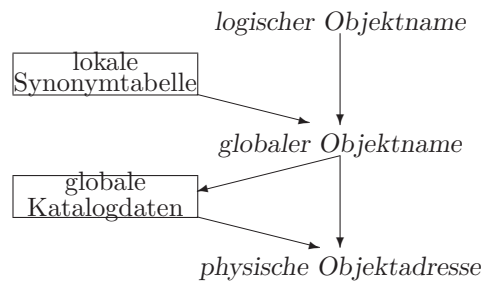 logischer Objektname
lokale
Synonymtabelle
globaler Objektname
globale
Katalogdaten
physische Objektadresse